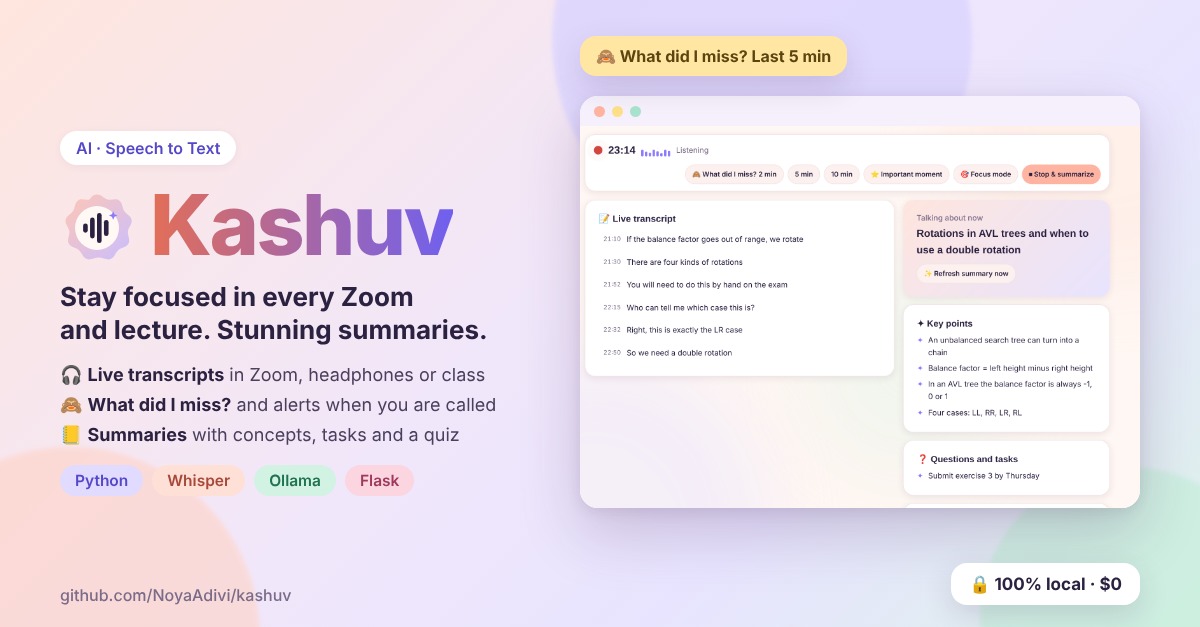 AI · Speech to Text
Kashuv
Stay focused in every Zoom
and lecture. Stunning summaries.
🎧 Live transcripts in Zoom, headphones or class
🙈 What did I miss? and alerts when you are called
📒 Summaries with concepts, tasks and a quiz
Python Whisper Ollama Flask
github.com/NoyaAdivi/kashuv
🙈 What did I miss? Last 5 min
23:14 Listening
🙈 What did I miss? 2 min 5 min 10 min ⭐ Important moment 🎯 Focus mode ■ Stop & summarize
📝 Live transcript
21:10 If the balance factor goes out of range, we rotate
21:30 There are four kinds of rotations
21:52 You will need to do this by hand on the exam
22:15 Who can tell me which case this is?
22:32 Right, this is exactly the LR case
22:50 So we need a double rotation
Talking about now
Rotations in AVL trees and when to
use a double rotation
✨ Refresh summary now
✦ Key points
✦ An unbalanced search tree can turn into a
chain
✦ Balance factor = left height minus right height
✦ In an AVL tree the balance factor is always -1,
0 or 1
✦ Four cases: LL, RR, LR, RL
❓ Questions and tasks
✦ Submit exercise 3 by Thursday
🔒 100% local · $0